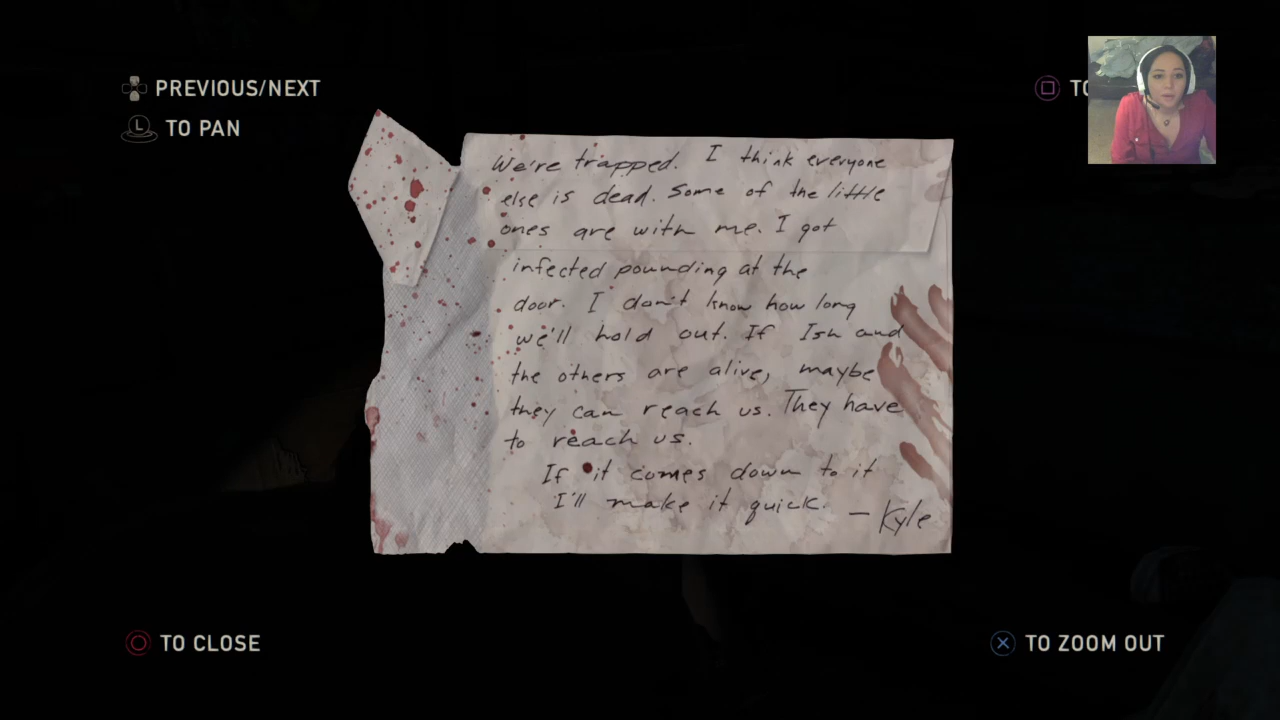 PREVIOUS/NEXT
L TO PAN
TO
We're trapped. I think everyone
else is dead. Some of the little
ones are with me. I got
infected pounding at the
door. I don't know how long
we'll hold out. If Ish and
the others are alive, maybe
they can reach us. They have
to reach us.
If it comes down to it
I'll make it quick. – Kyle
TO CLOSE
TO ZOOM OUT